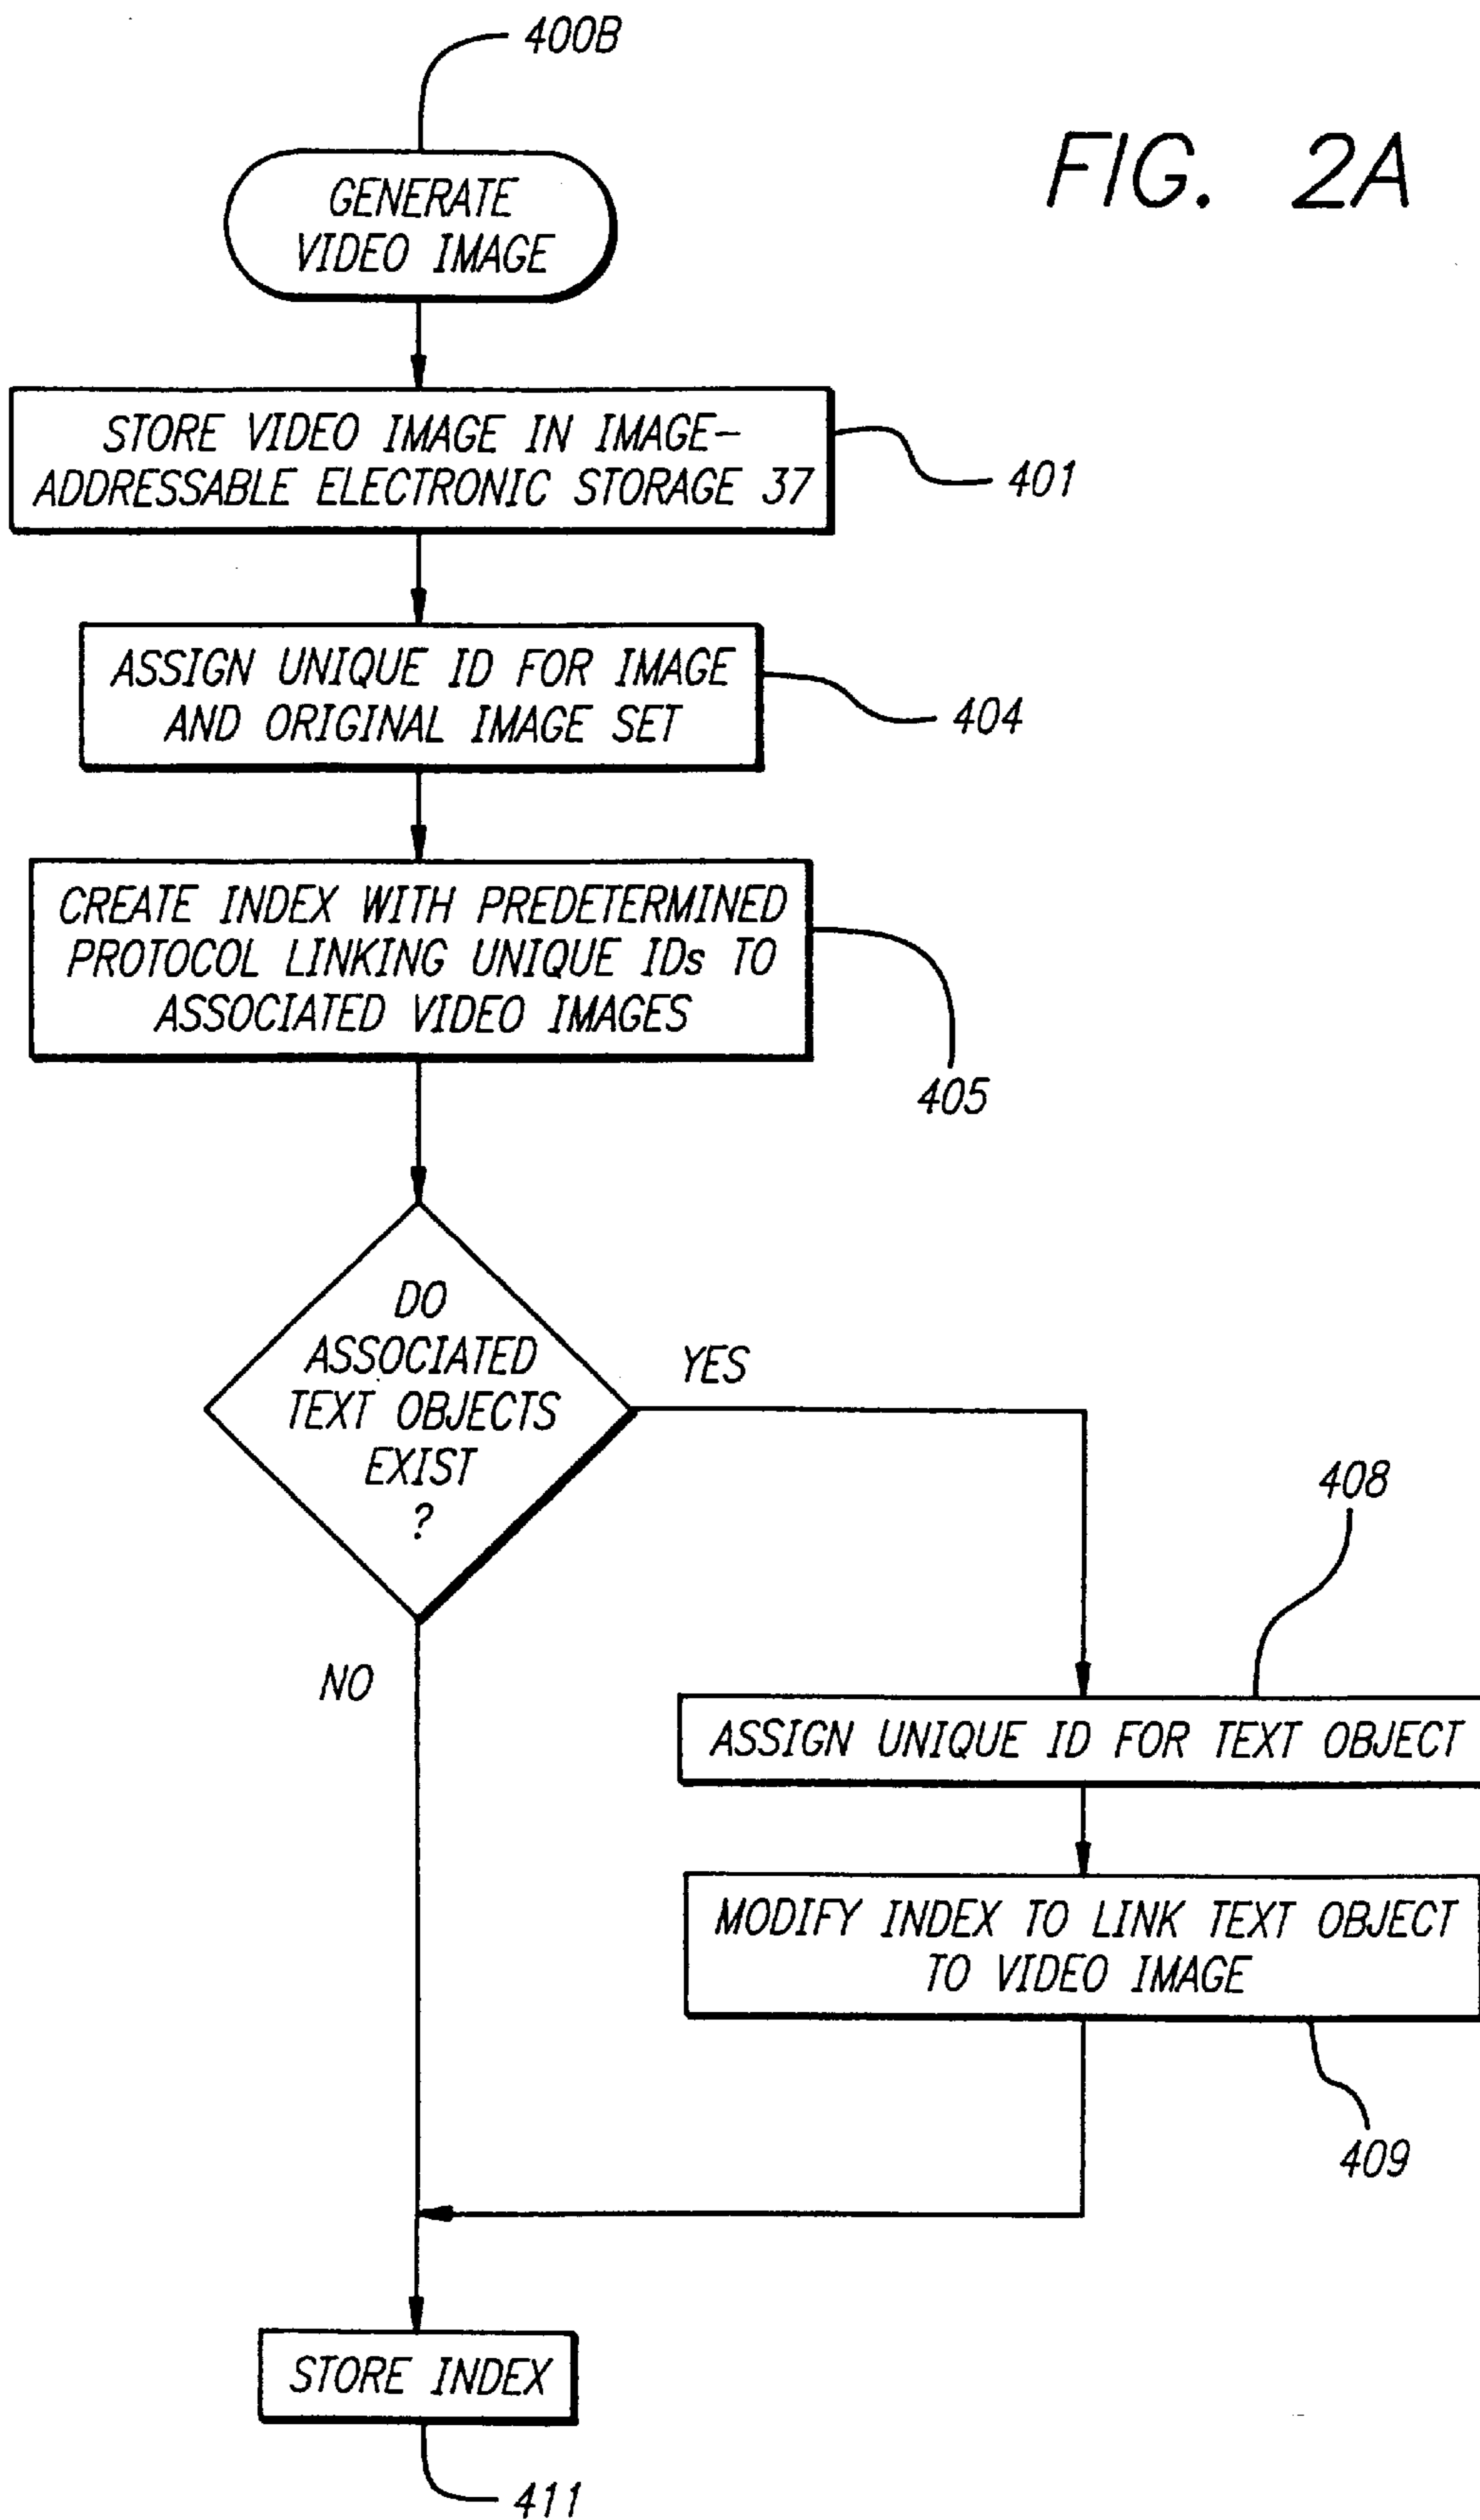 400B
FIG. 2A
GENERATE
VIDEO IMAGE
STORE VIDEO IMAGE IN IMAGE-
ADDRESSABLE ELECTRONIC STORAGE 37
401
ASSIGN UNIQUE ID FOR IMAGE
AND ORIGINAL IMAGE SET
404
CREATE INDEX WITH PREDETERMINED
PROTOCOL LINKING UNIQUE IDs TO
ASSOCIATED VIDEO IMAGES
405
DO
ASSOCIATED
TEXT OBJECTS
EXIST
?
YES
NO
408
ASSIGN UNIQUE ID FOR TEXT OBJECT
MODIFY INDEX TO LINK TEXT OBJECT
TO VIDEO IMAGE
409
STORE INDEX
411